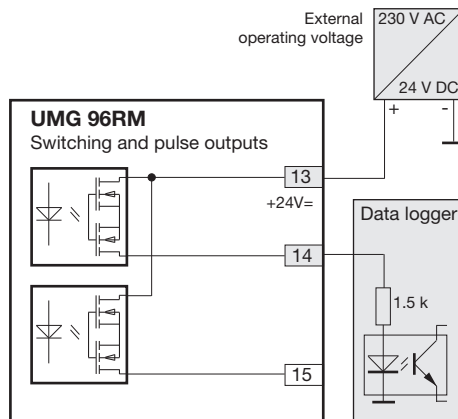 External
operating voltage
230 V AC
24 V DC
+ -
UMG 96RM
Switching and pulse outputs
13
+24V=
Data logger
14
1.5 k
15